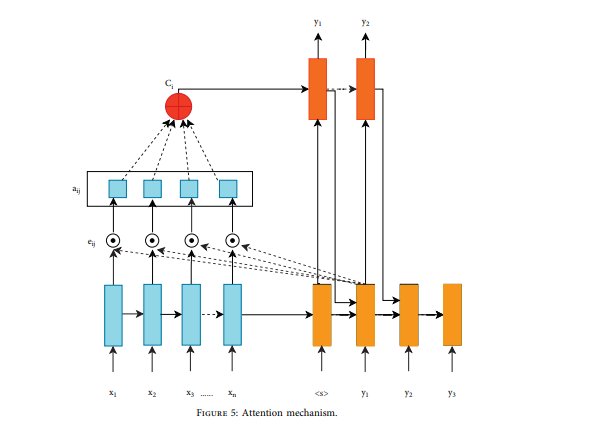 y1 y2
Ci
aij
eij
x1 x2 x3 ...... xn <s> y1 y2 y3
FIGURE 5: Attention mechanism.